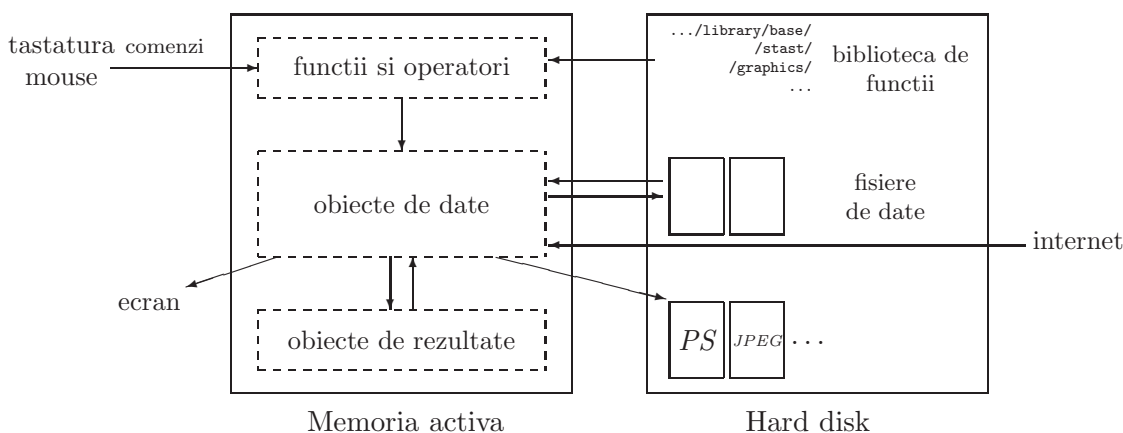 tastatura comenzi
mouse
functii si operatori
.../library/base/
/stast/
/graphics/
...
biblioteca de
functii
obiecte de date
fisiere
de date
internet
ecran
obiecte de rezultate
PS
JPEG
...
Memoria activa
Hard disk